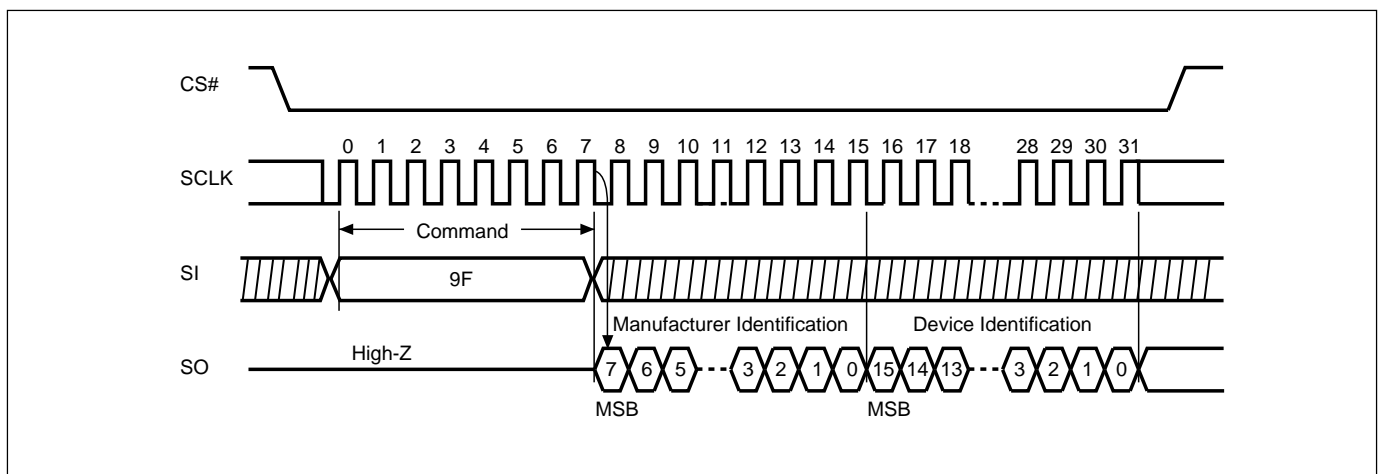 CS#
0 1 2 3 4 5 6 7 8 9 10 11 12 13 14 15 16 17 18 28 29 30 31
SCLK
Command
SI
9F
Manufacturer Identification Device Identification
High-Z
SO
7 6 5 3 2 1 0 15 14 13 3 2 1 0
MSB MSB